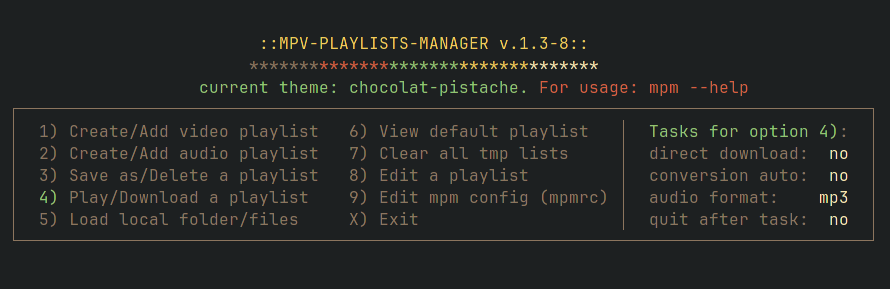 ::MPV-PLAYLISTS-MANAGER v.1.3-8::
***********************************
current theme: chocolat-pistache. For usage: mpm --help
1) Create/Add video playlist 6) View default playlist Tasks for option 4):
2) Create/Add audio playlist 7) Clear all tmp lists direct download: no
3) Save as/Delete a playlist 8) Edit a playlist conversion auto: no
4) Play/Download a playlist 9) Edit mpm config (mpmrc) audio format: mp3
5) Load local folder/files X) Exit quit after task: no